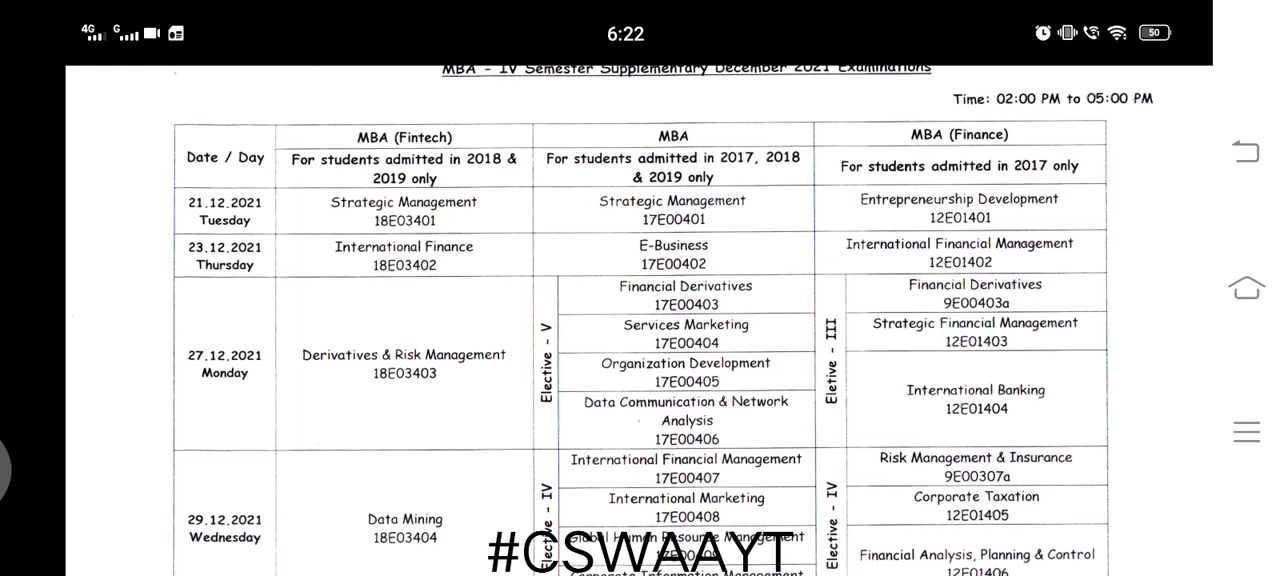 4G G 6:22 50
MBA - IV Semester Supplementary December 2021 Examinations
Time: 02:00 PM to 05:00 PM
Date / Day
MBA (Fintech)
For students admitted in 2018 &
2019 only
MBA
For students admitted in 2017, 2018
& 2019 only
MBA (Finance)
For students admitted in 2017 only
21.12.2021
Tuesday
Strategic Management
18E03401
Strategic Management
17E00401
Entrepreneurship Development
12E01401
23.12.2021
Thursday
International Finance
18E03402
E-Business
17E00402
International Financial Management
12E01402
27.12.2021
Monday
Derivatives & Risk Management
18E03403
Elective - V
Financial Derivatives
17E00403
Services Marketing
17E00404
Organization Development
17E00405
Data Communication & Network
Analysis
17E00406
Eletive - III
Financial Derivatives
9E00403a
Strategic Financial Management
12E01403
International Banking
12E01404
29.12.2021
Wednesday
Data Mining
18E03404
Elective - IV
International Financial Management
17E00407
International Marketing
17E00408
Global Human Resource Management
Corporate Information Management
Elective - IV
Risk Management & Insurance
9E00307a
Corporate Taxation
12E01405
Financial Analysis, Planning & Control
12E01406
#CSWAAYT